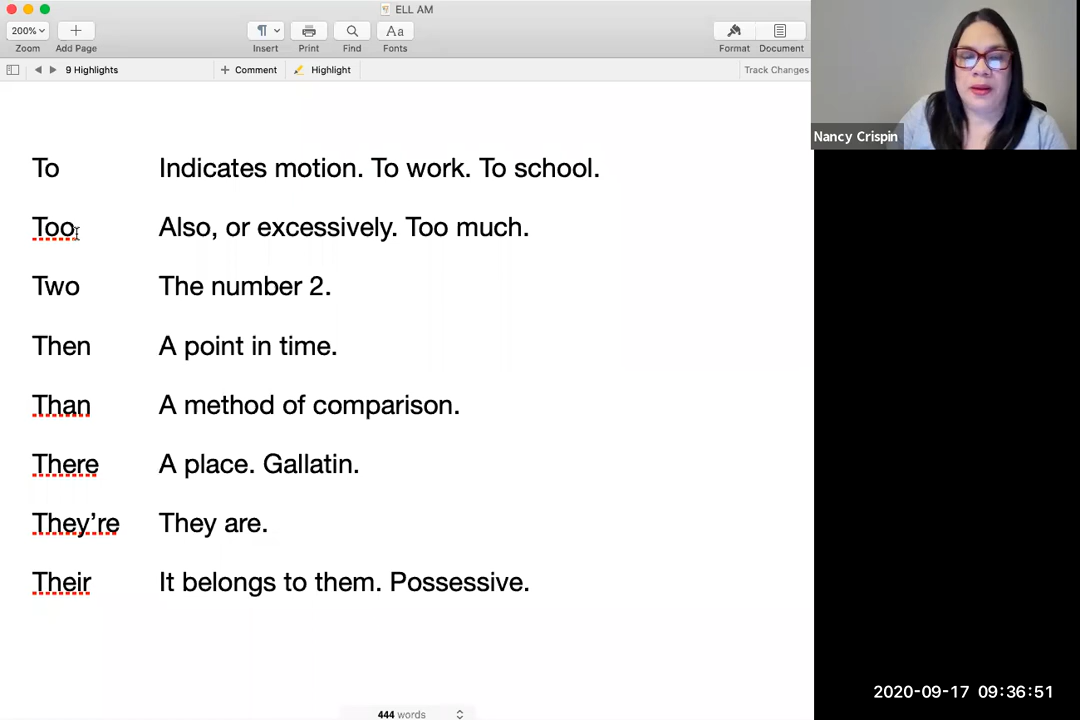 ELL AM
200%
Zoom Add Page Insert Print Find Fonts Format Document
9 Highlights + Comment Highlight Track Changes
Nancy Crispin
To Indicates motion. To work. To school.
Too Also, or excessively. Too much.
Two The number 2.
Then A point in time.
Than A method of comparison.
There A place. Gallatin.
They’re They are.
Their It belongs to them. Possessive.
444 words
2020-09-17 09:36:51